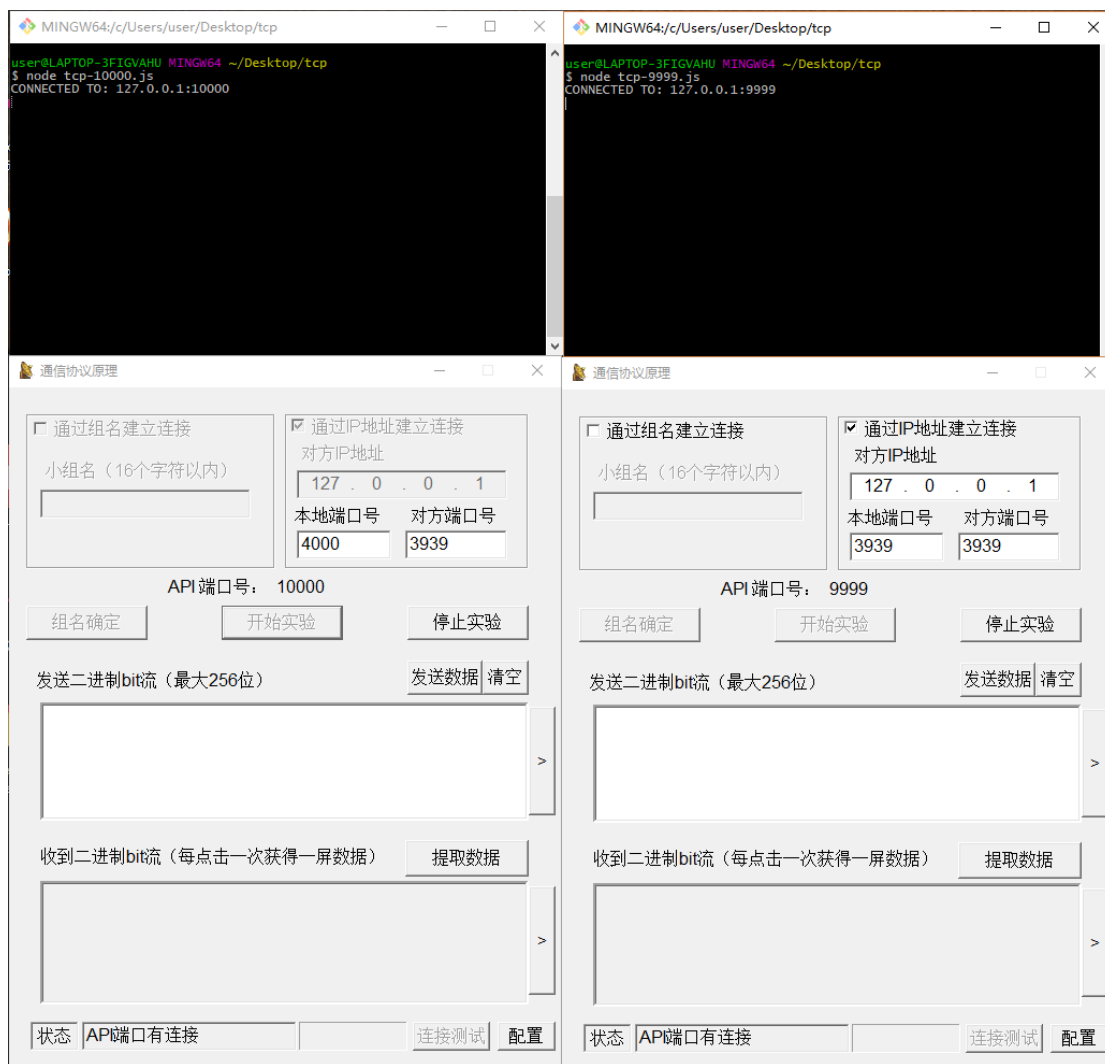 MINGW64:/c/Users/user/Desktop/tcp
user@LAPTOP-3FIGVAHU MINGW64 ~/Desktop/tcp
$ node tcp-10000.js
CONNECTED TO: 127.0.0.1:10000
MINGW64:/c/Users/user/Desktop/tcp
user@LAPTOP-3FIGVAHU MINGW64 ~/Desktop/tcp
$ node tcp-9999.js
CONNECTED TO: 127.0.0.1:9999
通信协议原理
通过组名建立连接
小组名（16个字符以内）
通过IP地址建立连接
对方IP地址
127 . 0 . 0 . 1
本地端口号 对方端口号
4000 3939
API 端口号： 10000
组名确定 开始实验 停止实验
发送二进制bit流（最大256位） 发送数据 清空
>
收到二进制bit流（每点击一次获得一屏数据） 提取数据
>
状态 API端口有连接 连接测试 配置
通信协议原理
通过组名建立连接
小组名（16个字符以内）
通过IP地址建立连接
对方IP地址
127 . 0 . 0 . 1
本地端口号 对方端口号
3939 3939
API 端口号： 9999
组名确定 开始实验 停止实验
发送二进制bit流（最大256位） 发送数据 清空
>
收到二进制bit流（每点击一次获得一屏数据） 提取数据
>
状态 API端口有连接 连接测试 配置